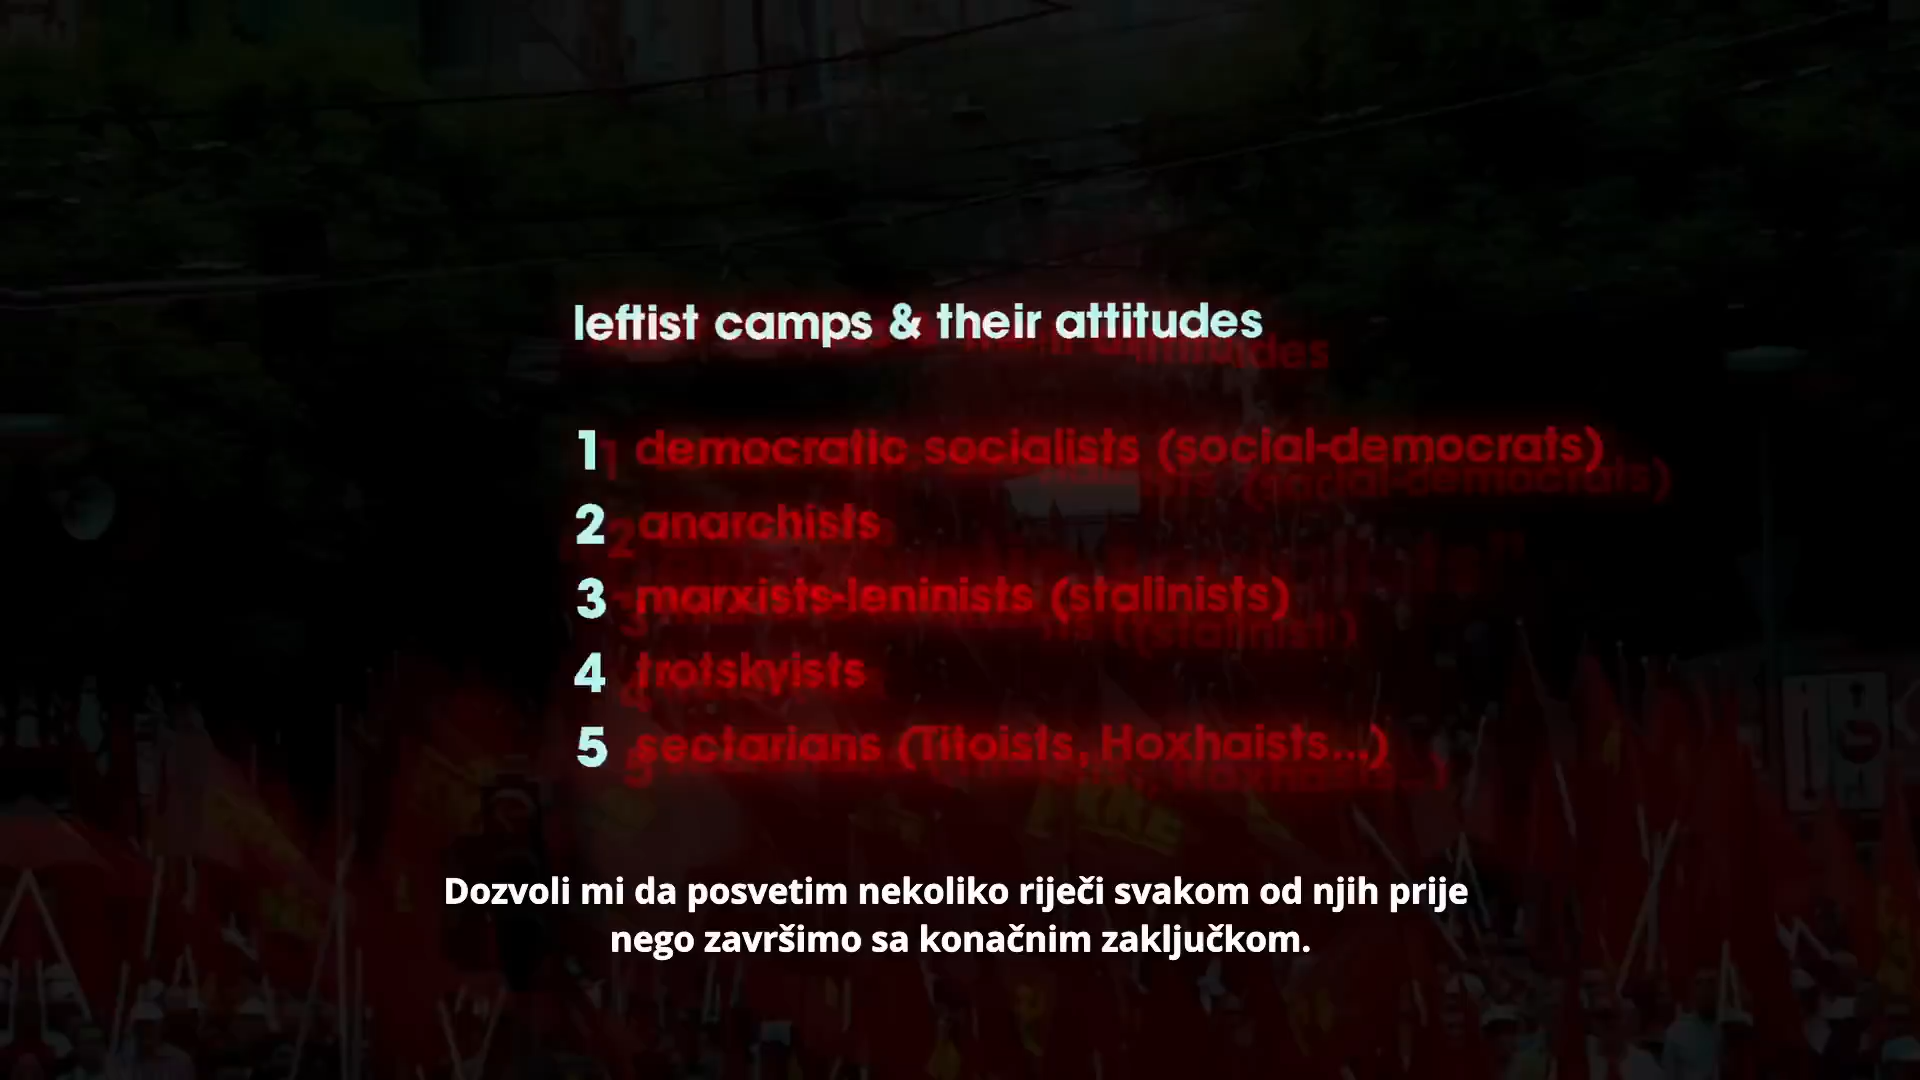 leftist camps & their attitudes
1 democratic socialists (social-democrats)
2 anarchists
3 marxists-leninists (stalinists)
4 trotskyists
5 sectarians (Titoists, Hoxhaists...)
Dozvoli mi da posvetim nekoliko riječi svakom od njih prije
nego završimo sa konačnim zaključkom.